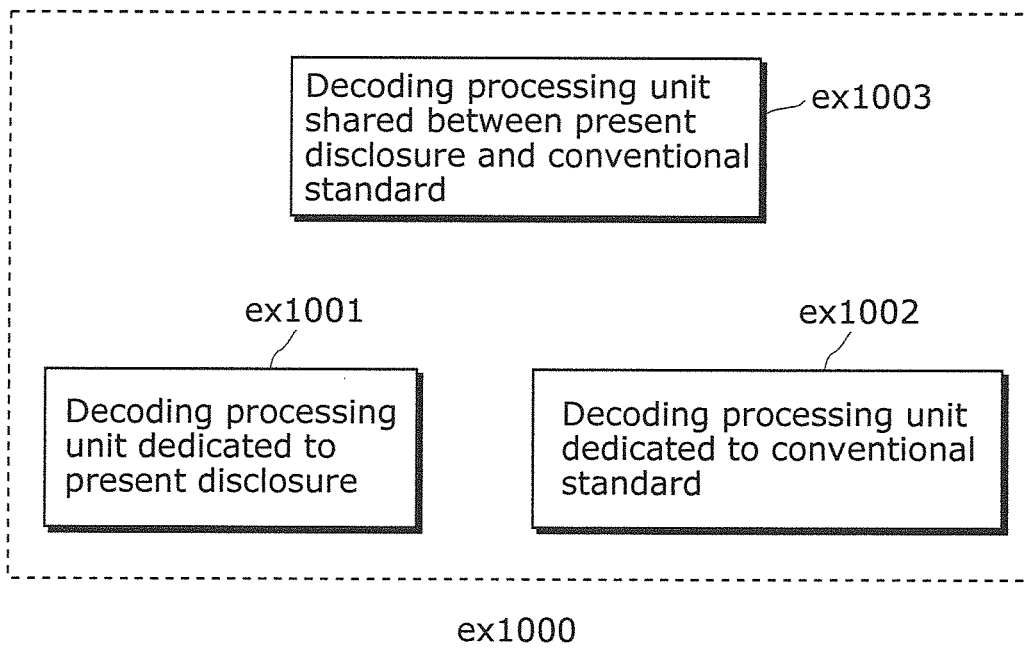 Decoding processing unit
shared between present
disclosure and conventional
standard
ex1003
ex1001
ex1002
Decoding processing
unit dedicated to
present disclosure
Decoding processing unit
dedicated to conventional
standard
ex1000